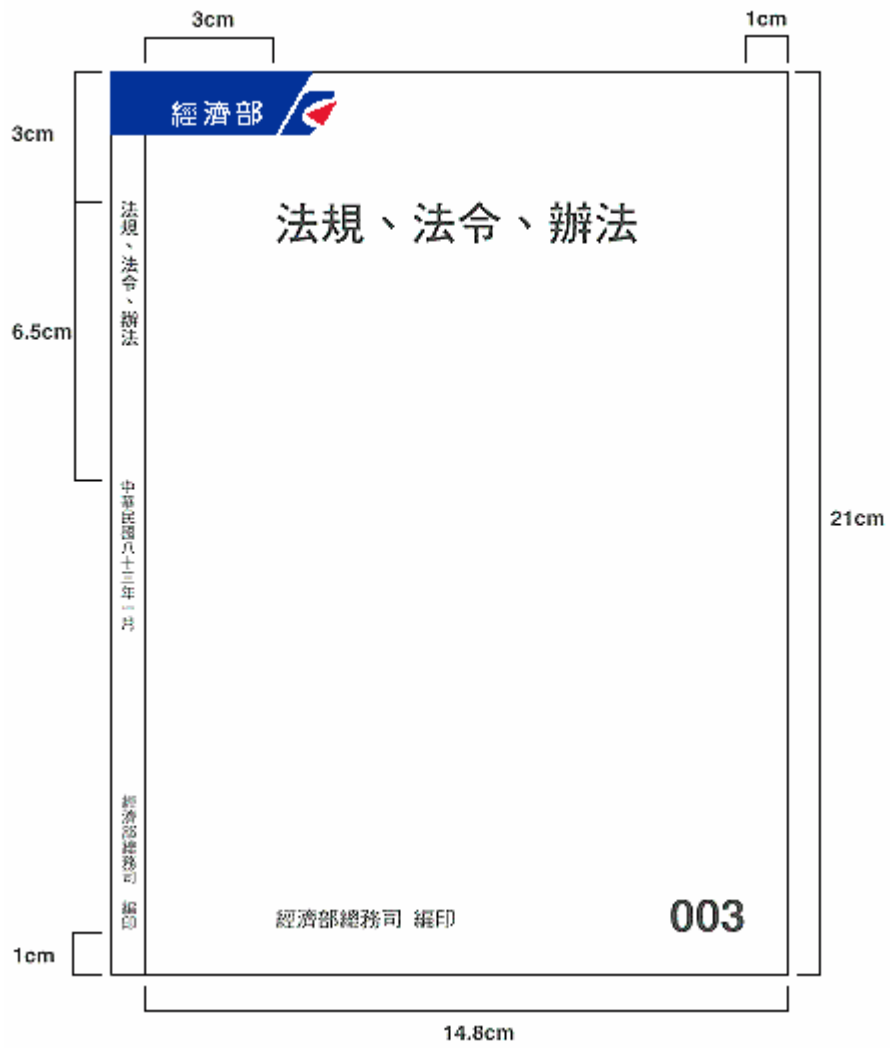 3cm
1cm
經濟部
3cm
法規、法令、辦法
法規、法令、辦法
6.5cm
中華民國八十三年一月
21cm
經濟部總務司 編印
經濟部總務司 編印
003
1cm
14.8cm